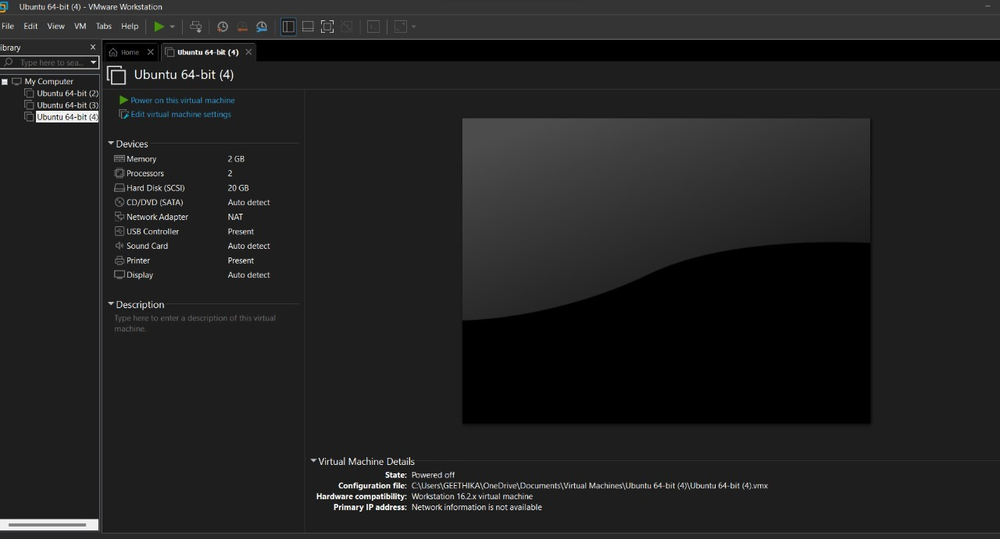 Ubuntu 64-bit (4) - VMware Workstation
File Edit View VM Tabs Help
ibrary
Type here to sea...
My Computer
Ubuntu 64-bit (2)
Ubuntu 64-bit (3)
Ubuntu 64-bit (4)
Home
Ubuntu 64-bit (4)
Ubuntu 64-bit (4)
Power on this virtual machine
Edit virtual machine settings
Devices
Memory 2 GB
Processors 2
Hard Disk (SCSI) 20 GB
CD/DVD (SATA) Auto detect
Network Adapter NAT
USB Controller Present
Sound Card Auto detect
Printer Present
Display Auto detect
Description
Type here to enter a description of this virtual
machine.
Virtual Machine Details
State: Powered off
Configuration file: C:\Users\GEETHIKA\OneDrive\Documents\Virtual Machines\Ubuntu 64-bit (4)\Ubuntu 64-bit (4).vmx
Hardware compatibility: Workstation 16.2.x virtual machine
Primary IP address: Network information is not available